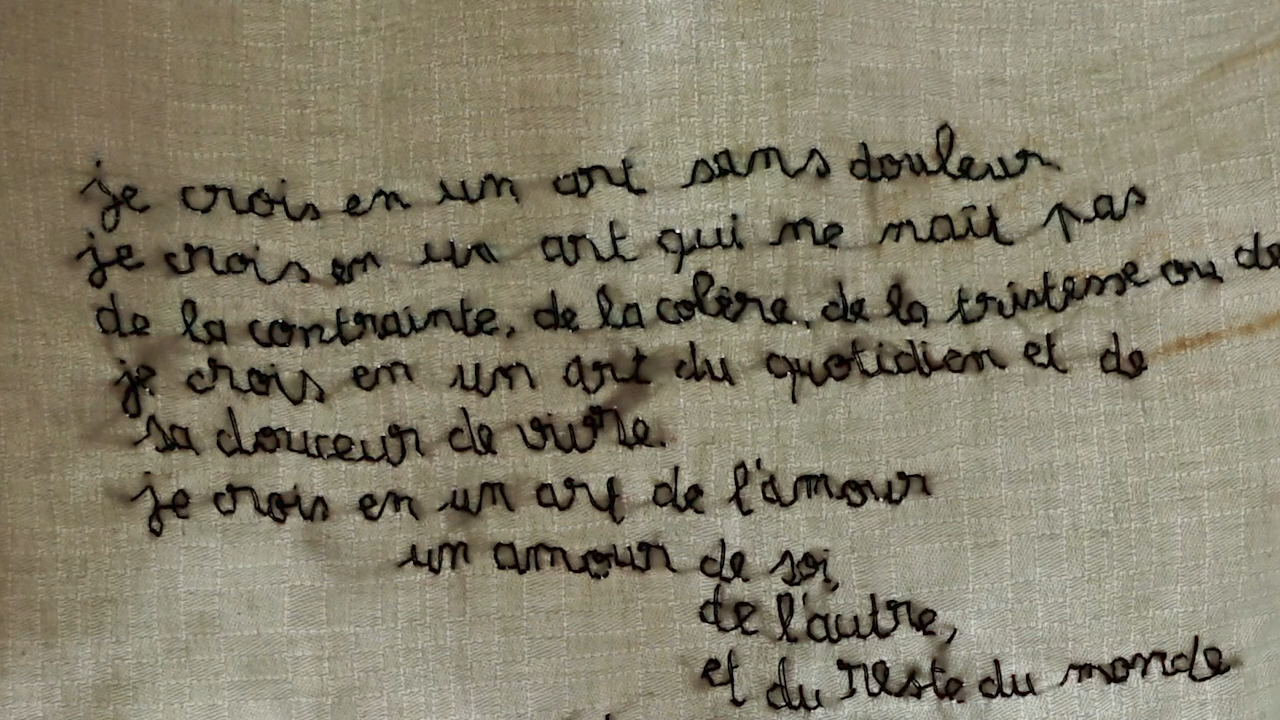 je crois en un art sans douleur
je crois en un art qui ne naît pas
de la contrainte, de la colère, de la tristesse ou de
je crois en un art du quotidien et de
sa douceur de vivre.
je crois en un art de l'amour
un amour de soi,
de l'autre,
et du reste du monde